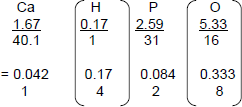 Ca H P O
1.67 0.17 2.59 5.33
40.1 1 31 16
= 0.042 0.17 0.084 0.333
1 4 2 8